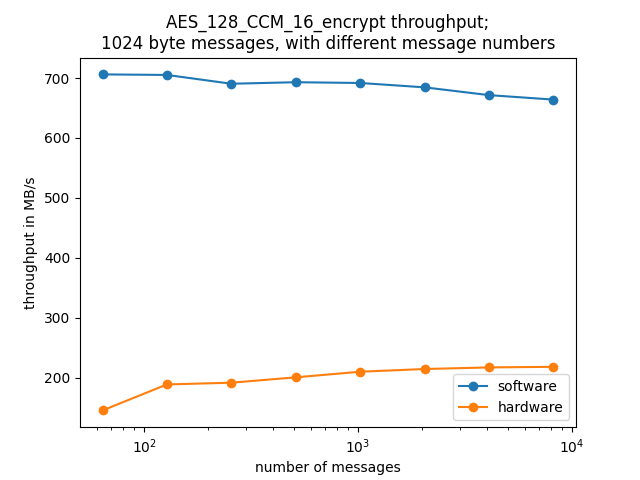 AES_128_CCM_16_encrypt throughput;
1024 byte messages, with different message numbers
throughput in MB/s
700
600
500
400
300
200
software
hardware
10²
10³
10⁴
number of messages